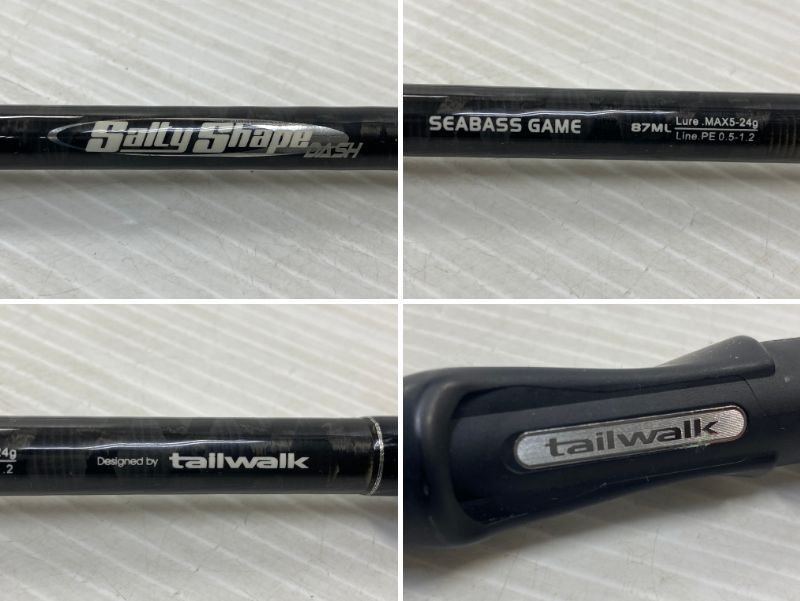 Salty Shape DASH
SEABASS GAME 87ML Lure.MAX5-24g
Line.PE 0.5-1.2
24g
.2
Designed by tailwalk
tailwalk